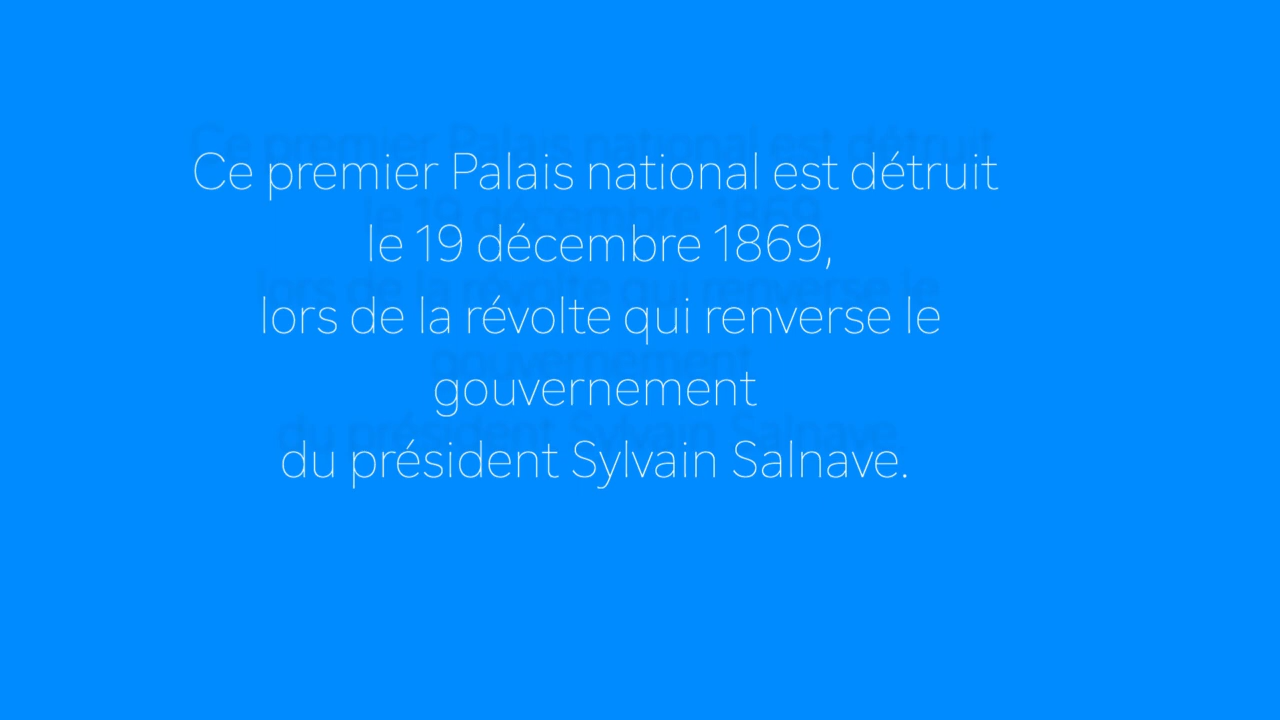 Ce premier Palais national est détruit
le 19 décembre 1869,
lors de la révolte qui renverse le
gouvernement
du président Sylvain Salnave.